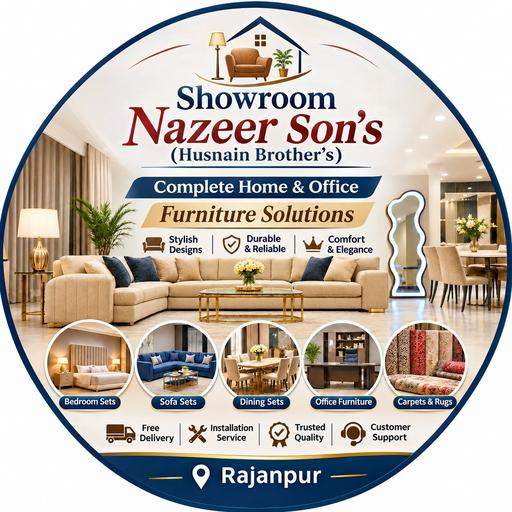 Showroom
Nazeer Son's
(Husnain Brother's)
Complete Home & Office
Furniture Solutions
Stylish
Designs
Durable
& Reliable
Comfort
& Elegance
Bedroom Sets
Sofa Sets
Dining Sets
Office Furniture
Carpets & Rugs
Free
Delivery
Installation
Service
Trusted
Quality
Customer
Support
Rajanpur